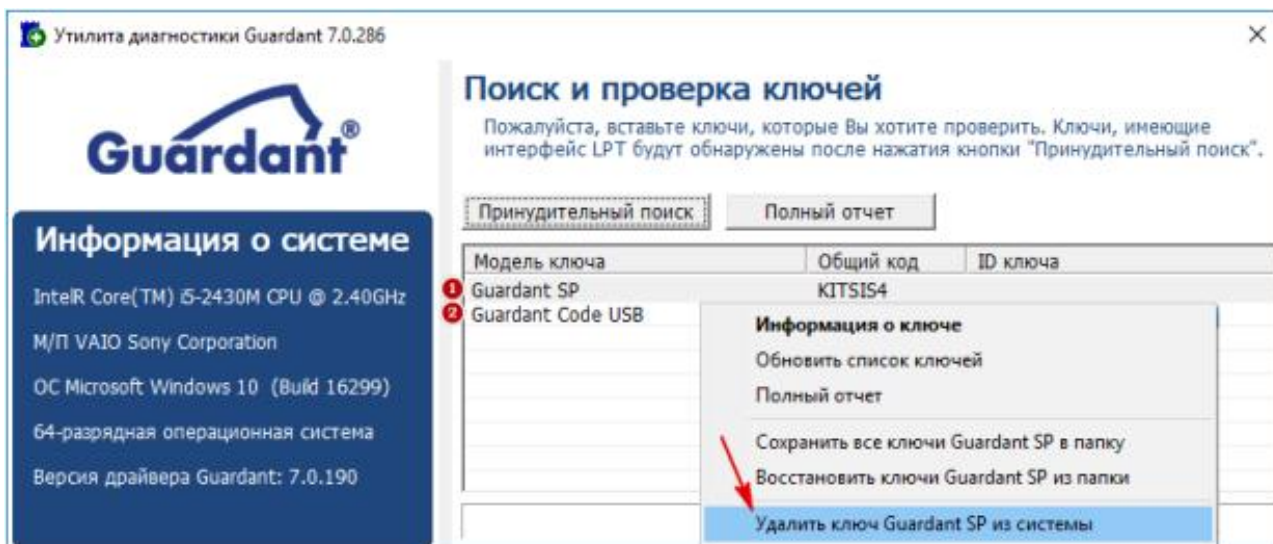 Утилита диагностики Guardant 7.0.286
Guardant®
Информация о системе
IntelR Core(TM) i5-2430M CPU @ 2.40GHz
М/П VAIO Sony Corporation
ОС Microsoft Windows 10 (Build 16299)
64-разрядная операционная система
Версия драйвера Guardant: 7.0.190
Поиск и проверка ключей
Пожалуйста, вставьте ключи, которые Вы хотите проверить. Ключи, имеющие
интерфейс LPT будут обнаружены после нажатия кнопки "Принудительный поиск".
Принудительный поиск Полный отчет
Модель ключа Общий код ID ключа
1 Guardant SP KITSIS4
2 Guardant Code USB
Информация о ключе
Обновить список ключей
Полный отчет
Сохранить все ключи Guardant SP в папку
Восстановить ключи Guardant SP из папки
Удалить ключ Guardant SP из системы